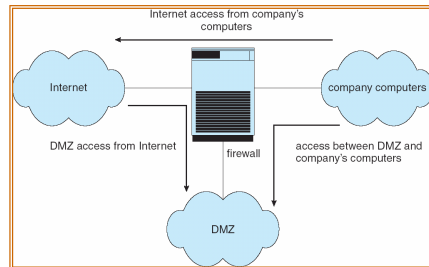 Internet access from company's
computers
Internet
company computers
DMZ access from Internet
firewall
access between DMZ and
company's computers
DMZ